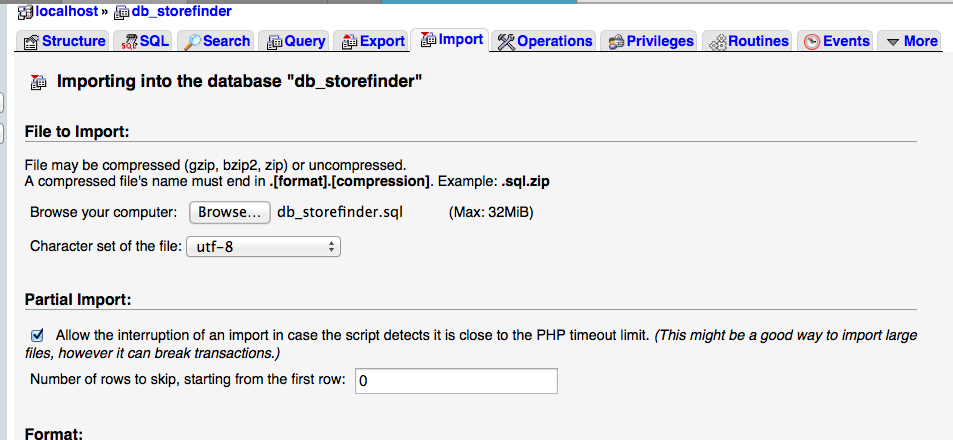 localhost » db_storefinder
Structure SQL Search Query Export Import Operations Privileges Routines Events More
Importing into the database "db_storefinder"
File to Import:
File may be compressed (gzip, bzip2, zip) or uncompressed.
A compressed file's name must end in .[format].[compression]. Example: .sql.zip
Browse your computer: Browse... db_storefinder.sql (Max: 32MiB)
Character set of the file: utf-8
Partial Import:
Allow the interruption of an import in case the script detects it is close to the PHP timeout limit. (This might be a good way to import large
files, however it can break transactions.)
Number of rows to skip, starting from the first row: 0
Format: